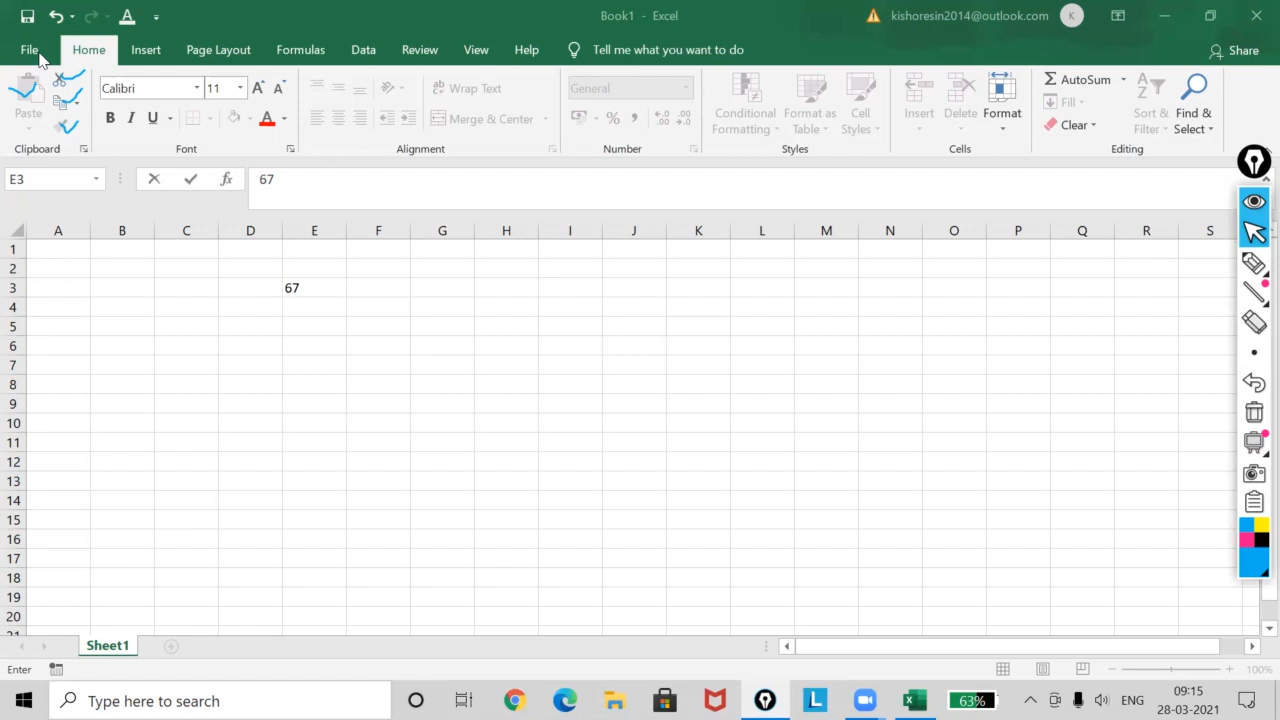 Book1 - Excel
kishoresin2014@outlook.com K
File Home Insert Page Layout Formulas Data Review View Help Tell me what you want to do Share
Paste
Calibri 11 A A
B I U A
Wrap Text
Merge & Center
General
%
Conditional Formatting
Format as Table
Cell Styles
Insert
Delete
Format
AutoSum
Fill
Clear
Sort & Filter
Find & Select
Clipboard Font Alignment Number Styles Cells Editing
E3 fx 67
A B C D E F G H I J K L M N O P Q R S
1
2
3 67
4
5
6
7
8
9
10
11
12
13
14
15
16
17
18
19
20
21
Sheet1
Enter 100%
Type here to search 63% ENG 09:15
28-03-2021